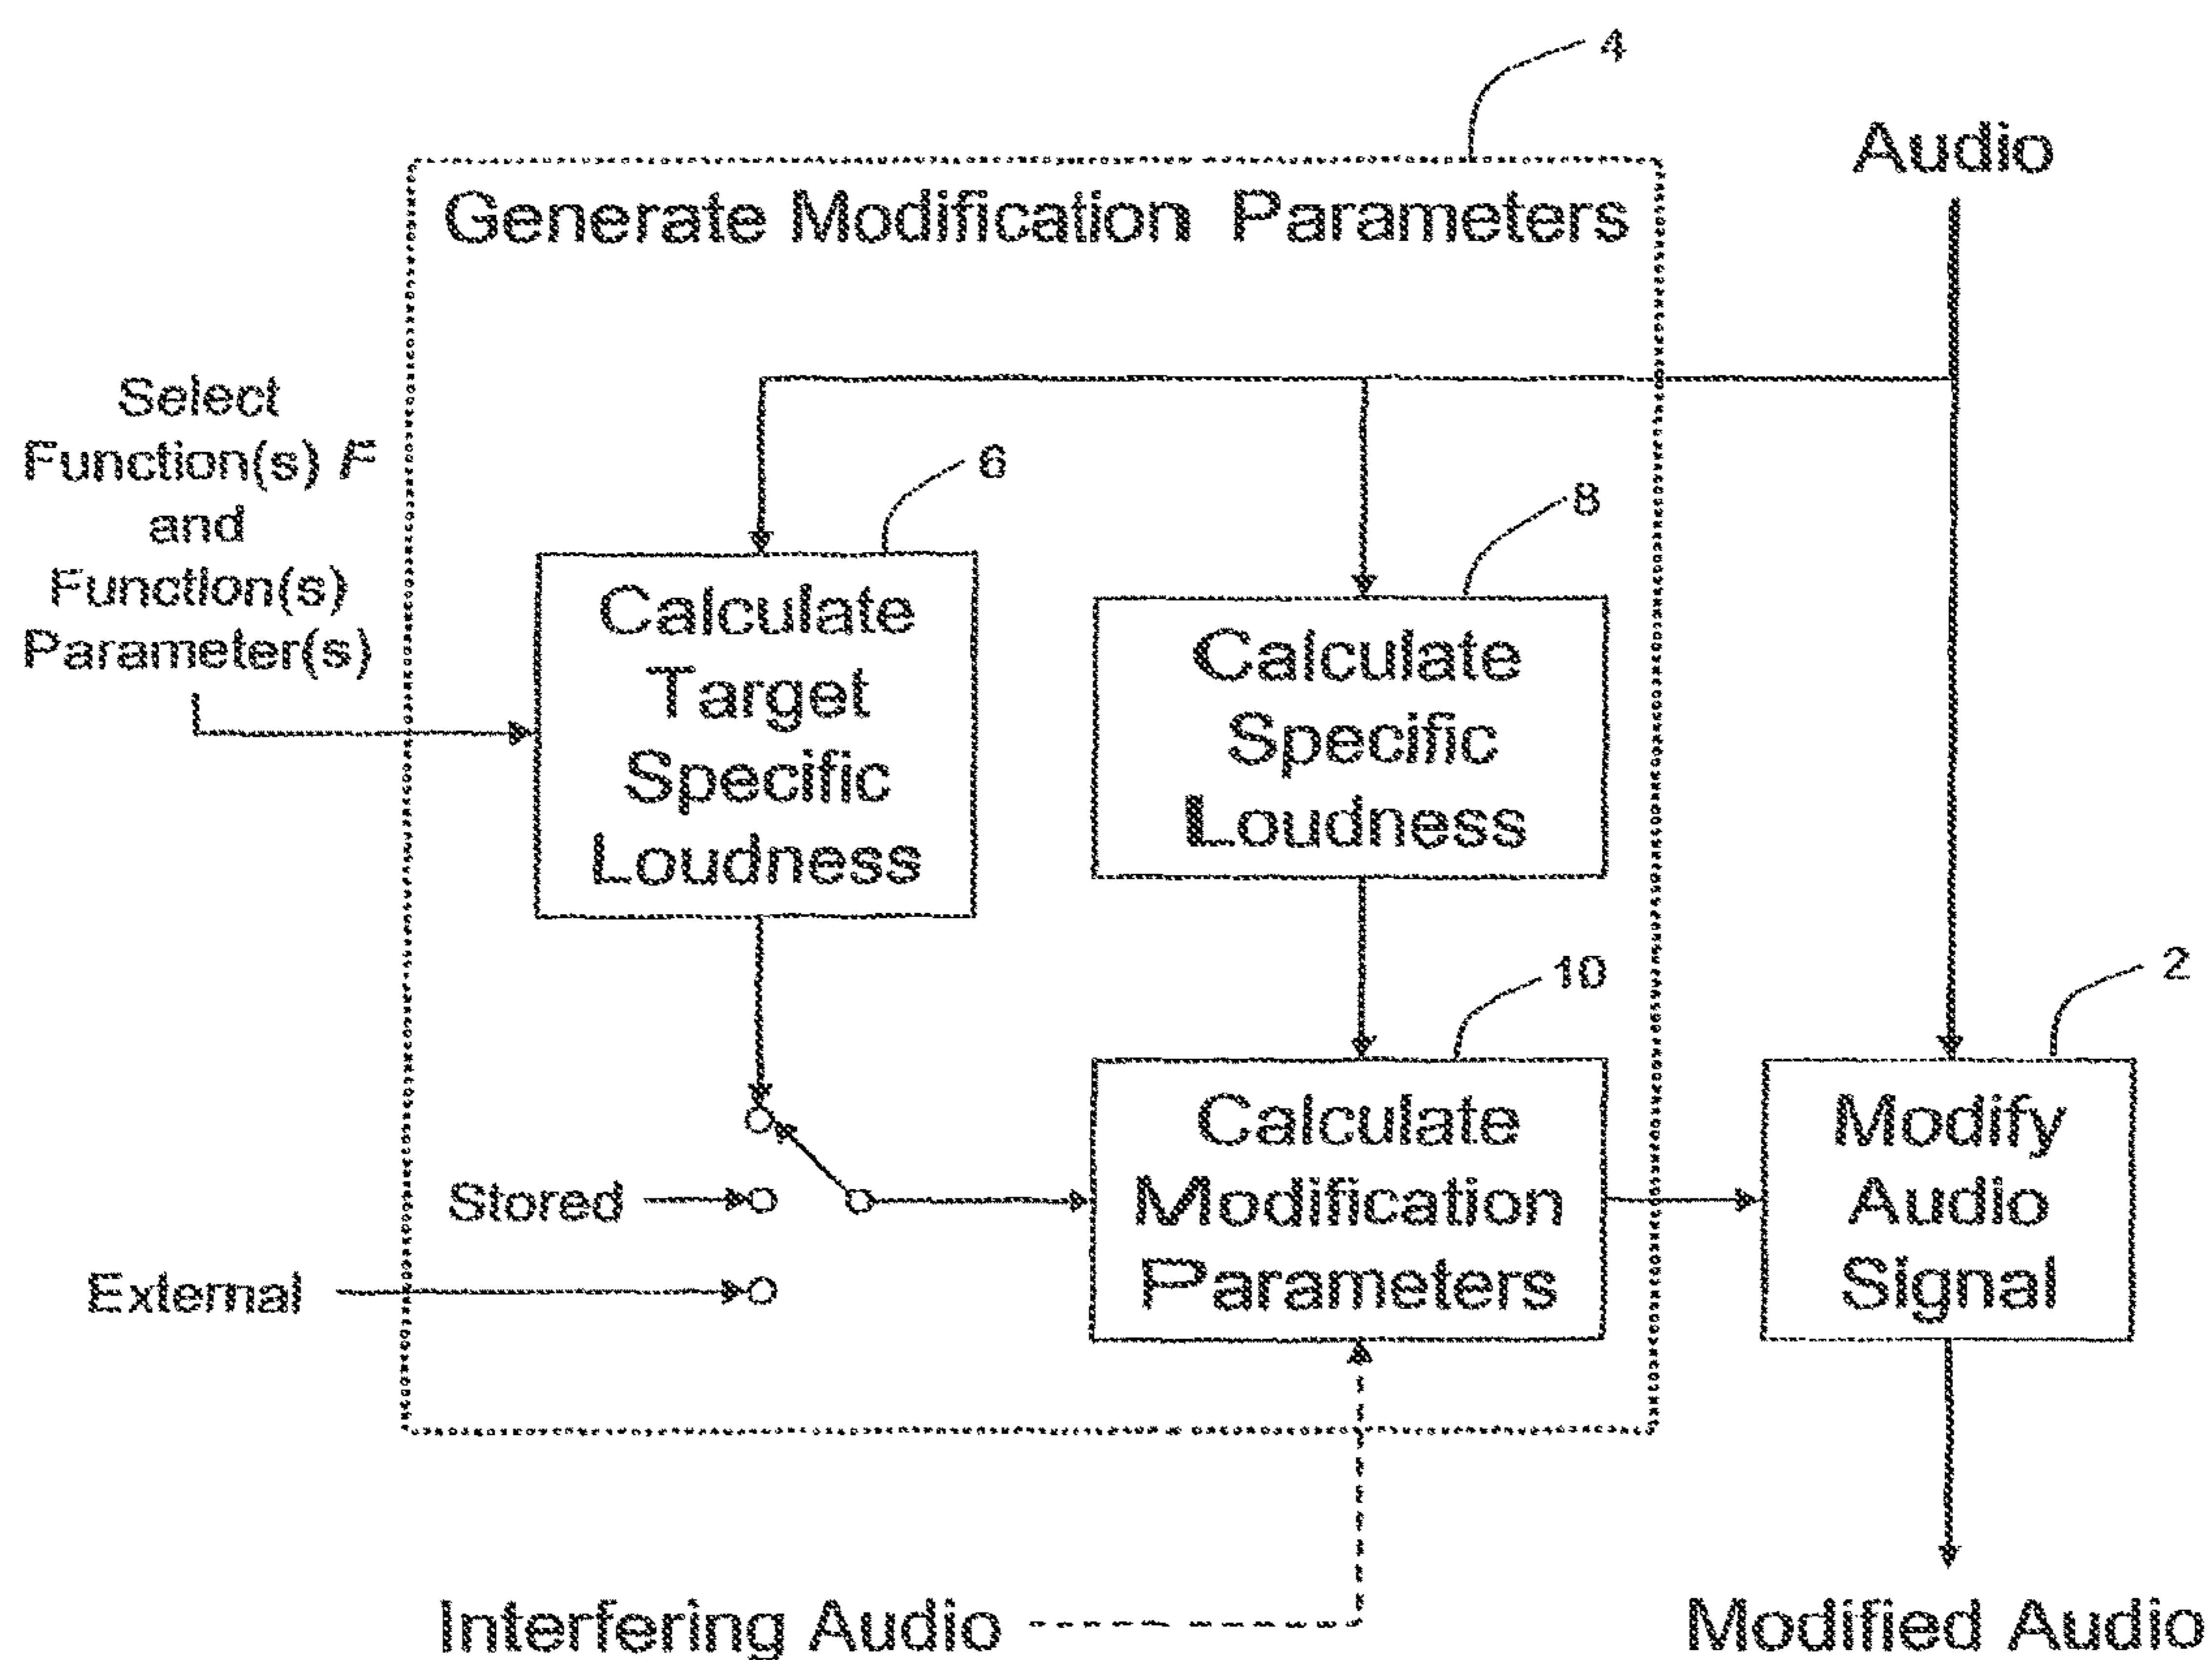 4
Audio
Generate Modification Parameters
Select
Function(s) F
and
Function(s)
Parameter(s)
6
8
Calculate
Target
Specific
Loudness
Calculate
Specific
Loudness
10
2
Calculate
Modification
Parameters
Modify
Audio
Signal
Stored
External
Interfering Audio
Modified Audio